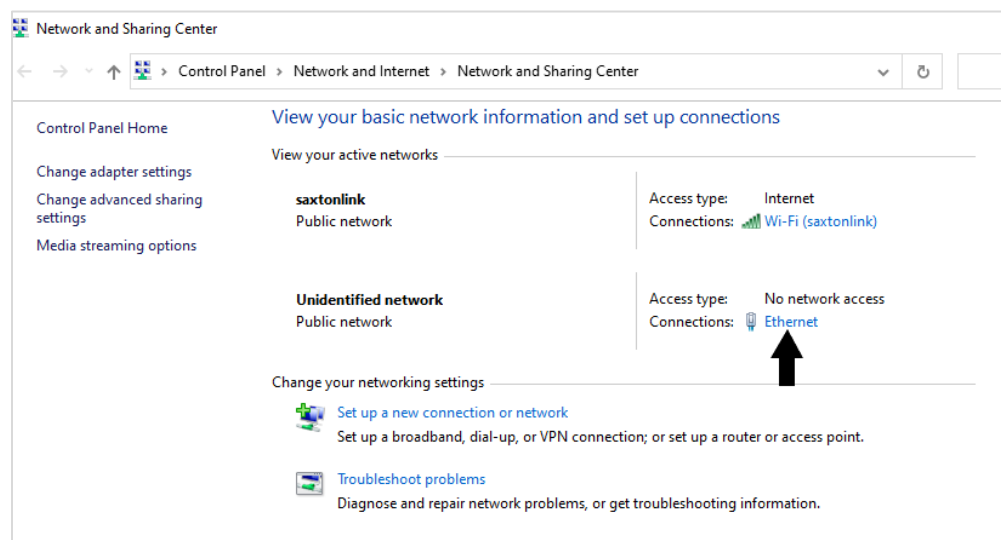 Network and Sharing Center
Control Panel > Network and Internet > Network and Sharing Center
Control Panel Home
Change adapter settings
Change advanced sharing
settings
Media streaming options
View your basic network information and set up connections
View your active networks
saxtonlink
Public network
Access type: Internet
Connections: Wi-Fi (saxtonlink)
Unidentified network
Public network
Access type: No network access
Connections: Ethernet
Change your networking settings
Set up a new connection or network
Set up a broadband, dial-up, or VPN connection; or set up a router or access point.
Troubleshoot problems
Diagnose and repair network problems, or get troubleshooting information.